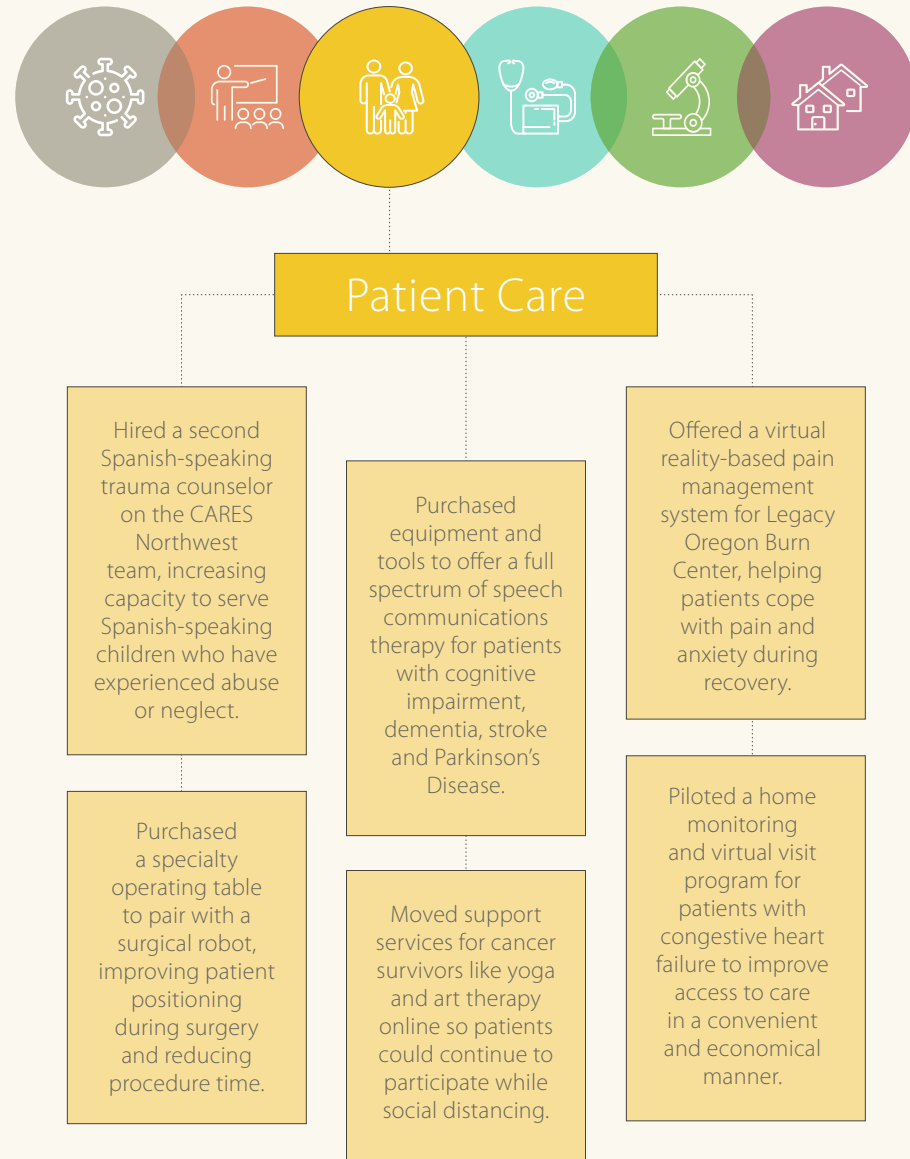 Patient Care
Hired a second
Spanish-speaking
trauma counselor
on the CARES
Northwest
team, increasing
capacity to serve
Spanish-speaking
children who have
experienced abuse
or neglect.
Purchased
a specialty
operating table
to pair with a
surgical robot,
improving patient
positioning
during surgery
and reducing
procedure time.
Purchased
equipment and
tools to offer a full
spectrum of speech
communications
therapy for patients
with cognitive
impairment,
dementia, stroke
and Parkinson’s
Disease.
Moved support
services for cancer
survivors like yoga
and art therapy
online so patients
could continue to
participate while
social distancing.
Offered a virtual
reality-based pain
management
system for Legacy
Oregon Burn
Center, helping
patients cope
with pain and
anxiety during
recovery.
Piloted a home
monitoring
and virtual visit
program for
patients with
congestive heart
failure to improve
access to care
in a convenient
and economical
manner.